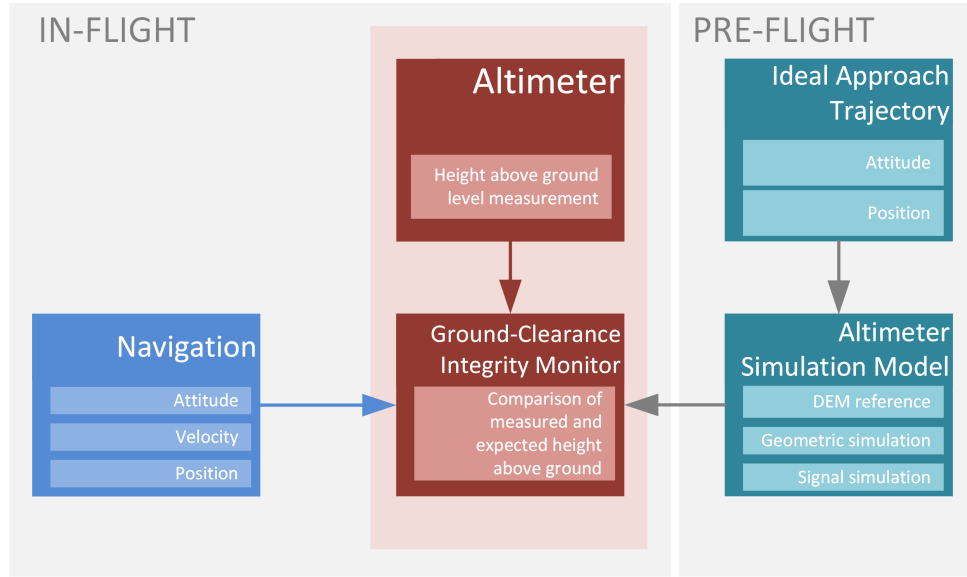 IN-FLIGHT
Altimeter
Height above ground
level measurement
Navigation
Attitude
Velocity
Position
Ground-Clearance
Integrity Monitor
Comparison of
measured and
expected height
above ground
PRE-FLIGHT
Ideal Approach
Trajectory
Attitude
Position
Altimeter
Simulation Model
DEM reference
Geometric simulation
Signal simulation